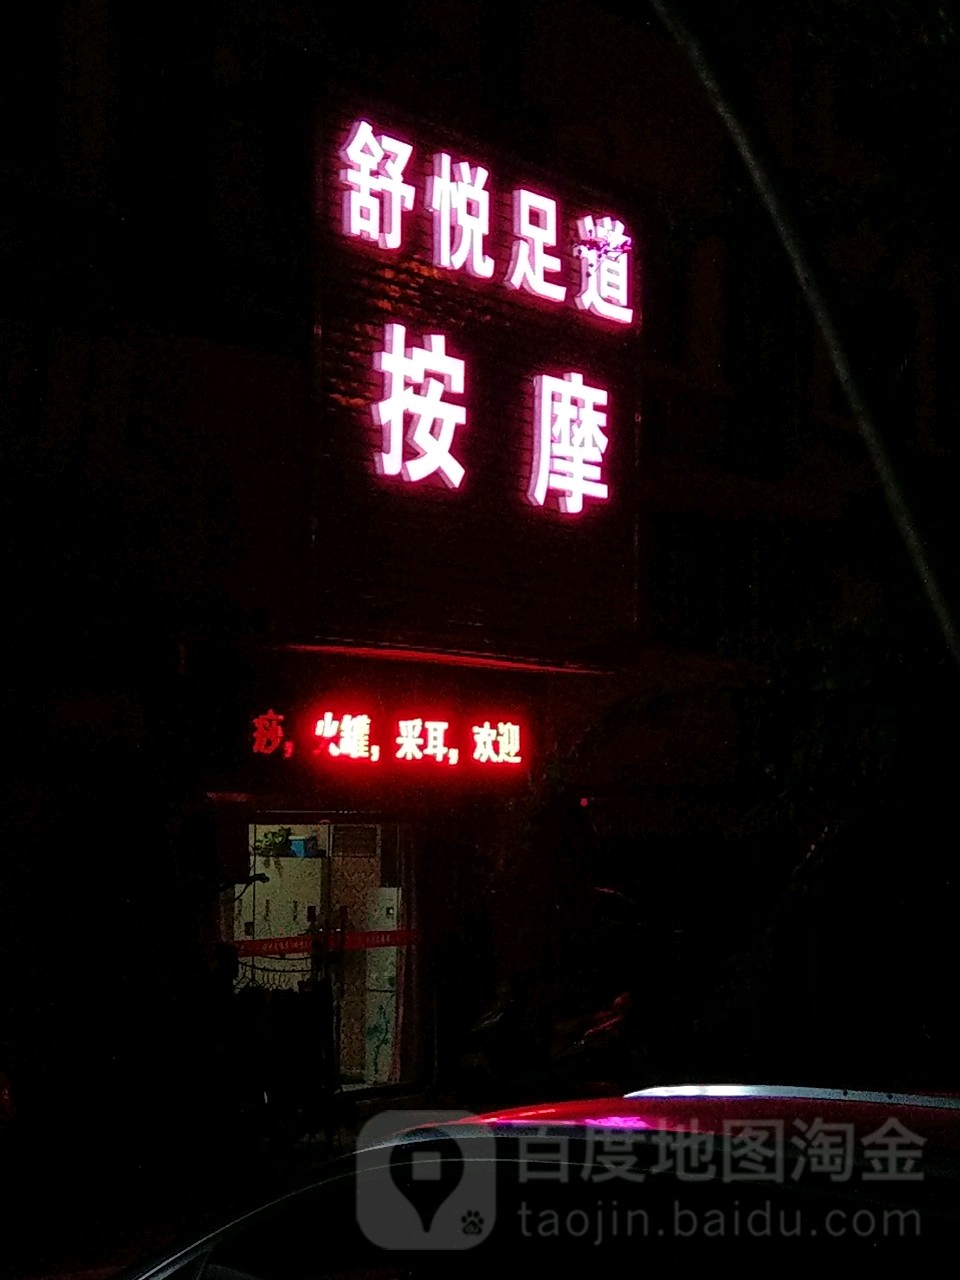 舒悦足道
按摩
痧，火罐，采耳，欢迎
百度地图淘金
taojin.baidu.com